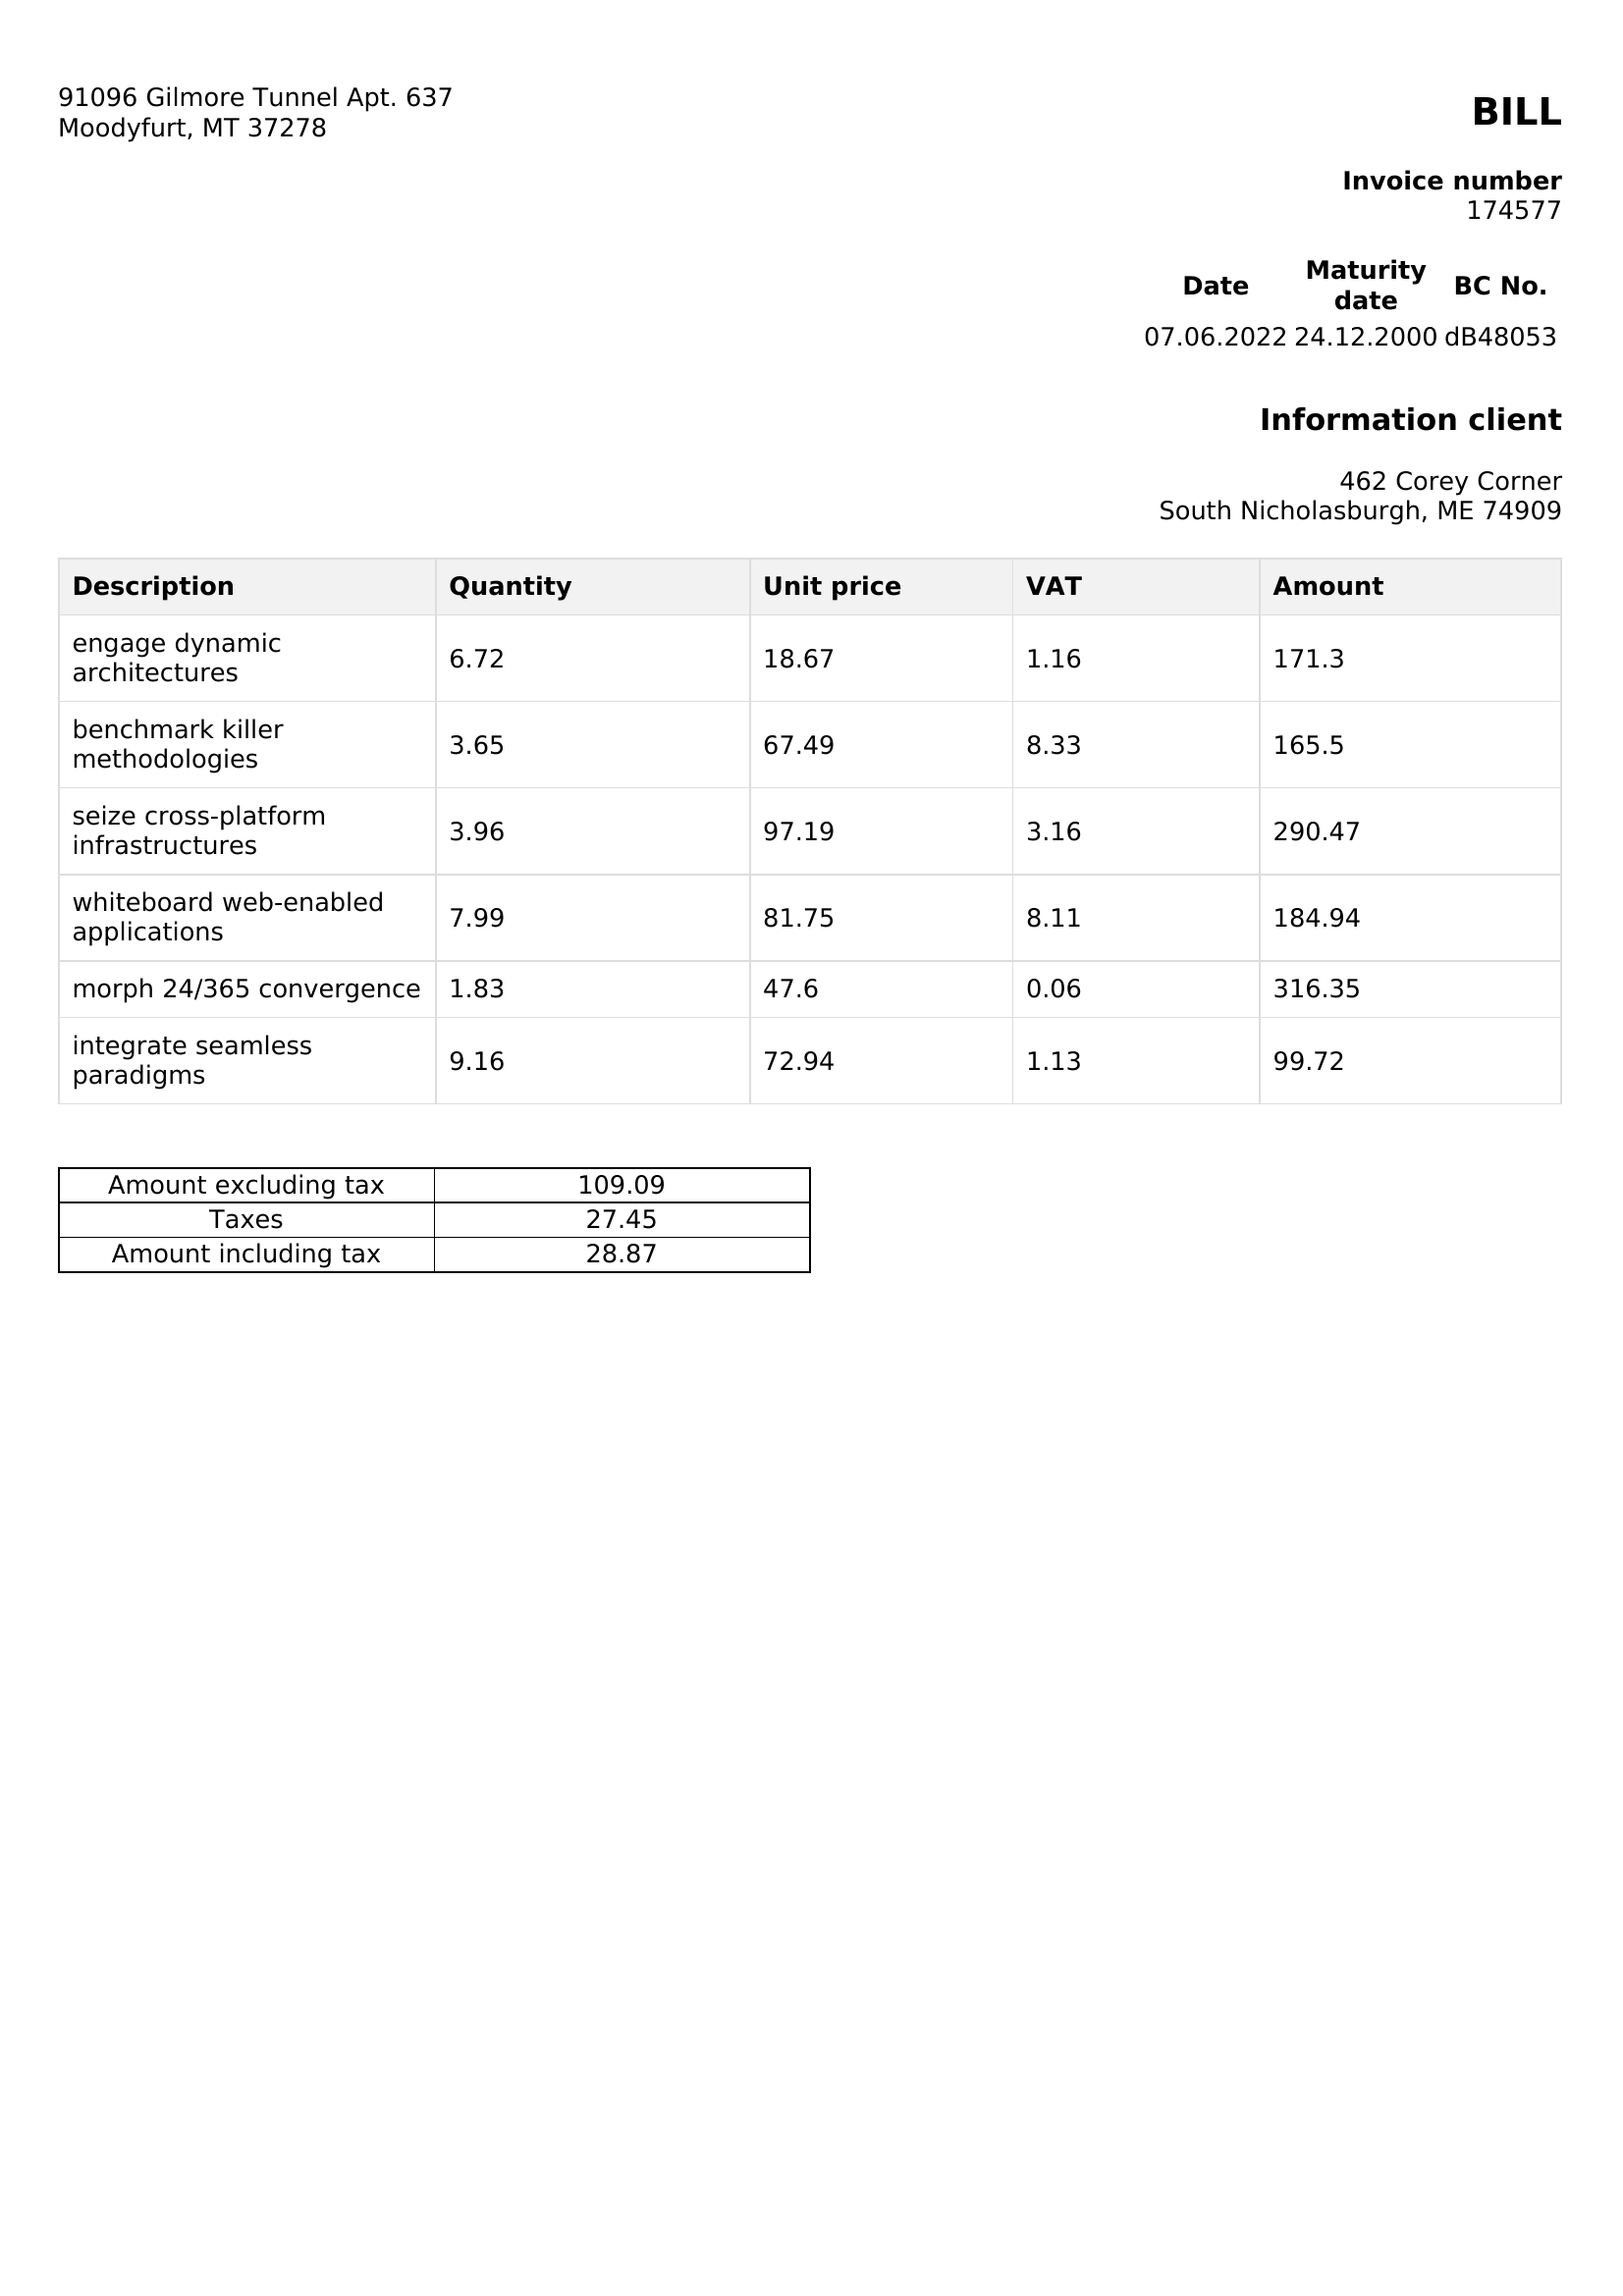 91096 Gilmore Tunnel Apt. 637
Moodyfurt, MT 37278
BILL
Invoice number
174577
Date Maturity date BC No.
07.06.2022 24.12.2000 dB48053
Information client
462 Corey Corner
South Nicholasburgh, ME 74909
Description Quantity Unit price VAT Amount
engage dynamic
architectures 6.72 18.67 1.16 171.3
benchmark killer
methodologies 3.65 67.49 8.33 165.5
seize cross-platform
infrastructures 3.96 97.19 3.16 290.47
whiteboard web-enabled
applications 7.99 81.75 8.11 184.94
morph 24/365 convergence 1.83 47.6 0.06 316.35
integrate seamless
paradigms 9.16 72.94 1.13 99.72
Amount excluding tax 109.09
Taxes 27.45
Amount including tax 28.87